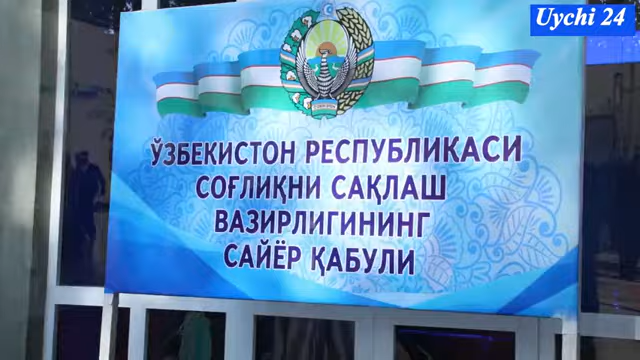 Uychi 24
ЎЗБЕКИСТОН РЕСПУБЛИКАСИ
СОҒЛИҚНИ САҚЛАШ
ВАЗИРЛИГИНИНГ
САЙЁР ҚАБУЛИ